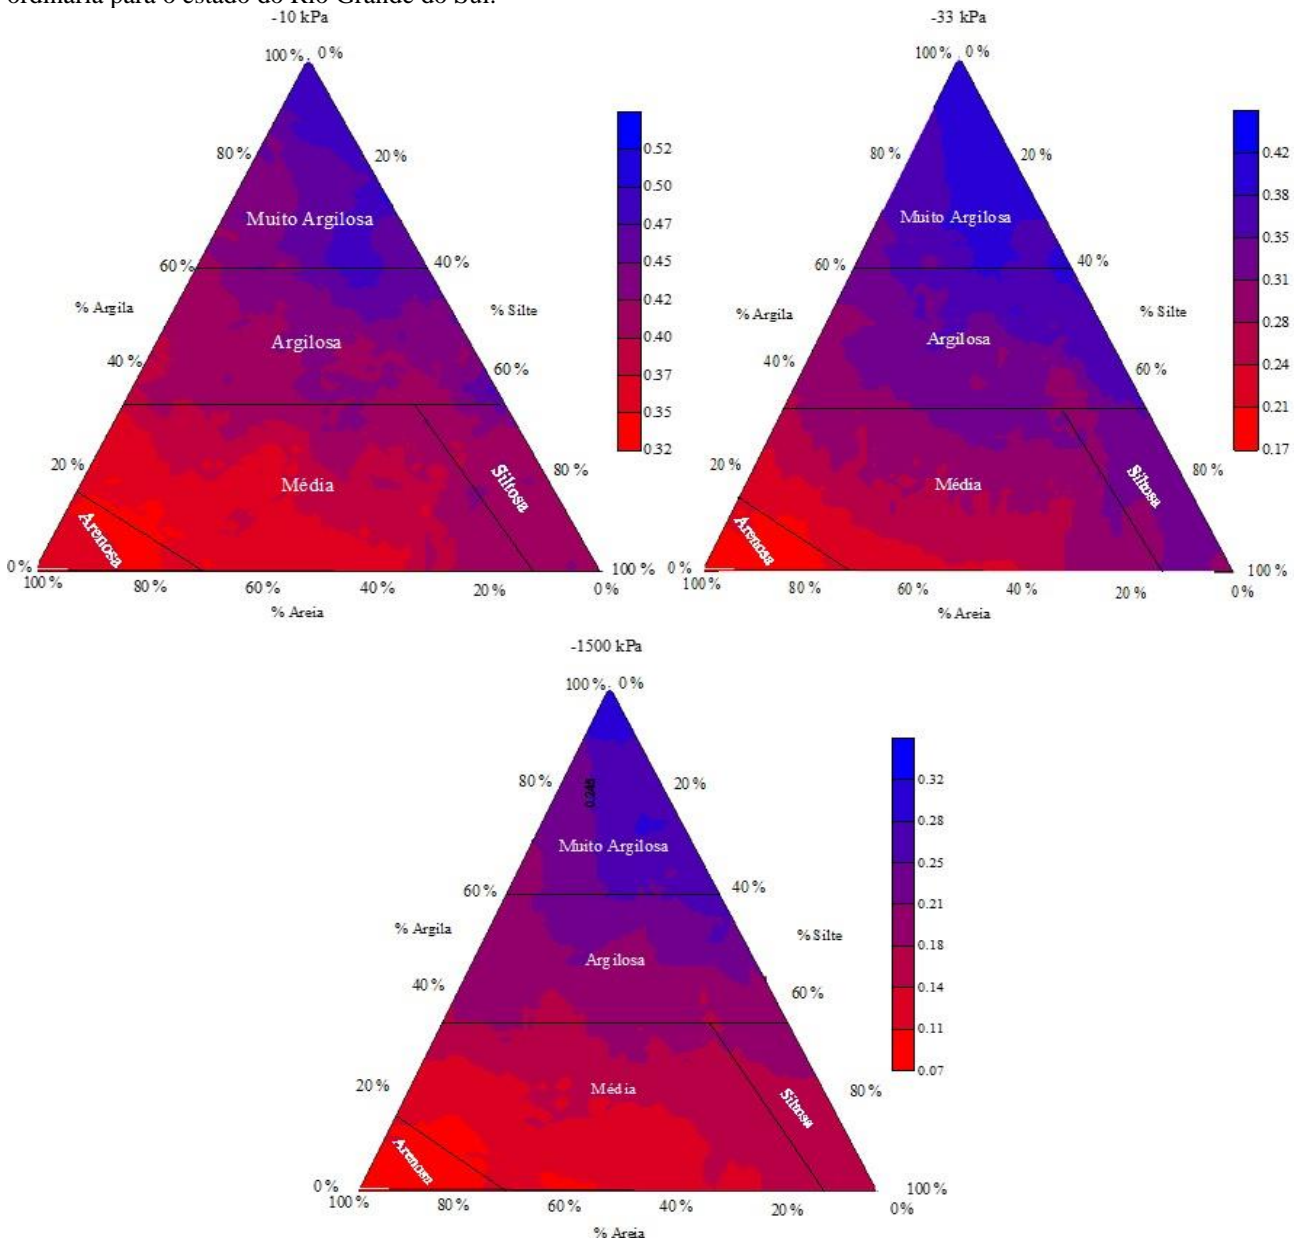 ordinária para o estado do Rio Grande do Sul.
-10 kPa
100 % 0 %
80 %
20 %
Muito Argilosa
60 %
40 %
% Argila
% Silte
Argilosa
40 %
60 %
20 %
80 %
Média
Siltosa
Arenosa
0 %
100 %
100 %
80 %
60 %
40 %
20 %
0 %
% Areia
0.52
0.50
0.47
0.45
0.42
0.40
0.37
0.35
0.32
-33 kPa
100 % 0 %
80 %
20 %
Muito Argilosa
60 %
40 %
% Argila
% Silte
Argilosa
40 %
60 %
20 %
80 %
Média
Siltosa
Arenosa
0 %
100 %
100 %
80 %
60 %
40 %
20 %
0 %
% Areia
0.42
0.38
0.35
0.31
0.28
0.24
0.21
0.17
-1500 kPa
100 % 0 %
80 %
20 %
0.246
Muito Argilosa
60 %
40 %
% Argila
% Silte
Argilosa
40 %
60 %
20 %
80 %
Média
Siltosa
Arenosa
0 %
100 %
100 %
80 %
60 %
40 %
20 %
0 %
% Areia
0.32
0.28
0.25
0.21
0.18
0.14
0.11
0.07